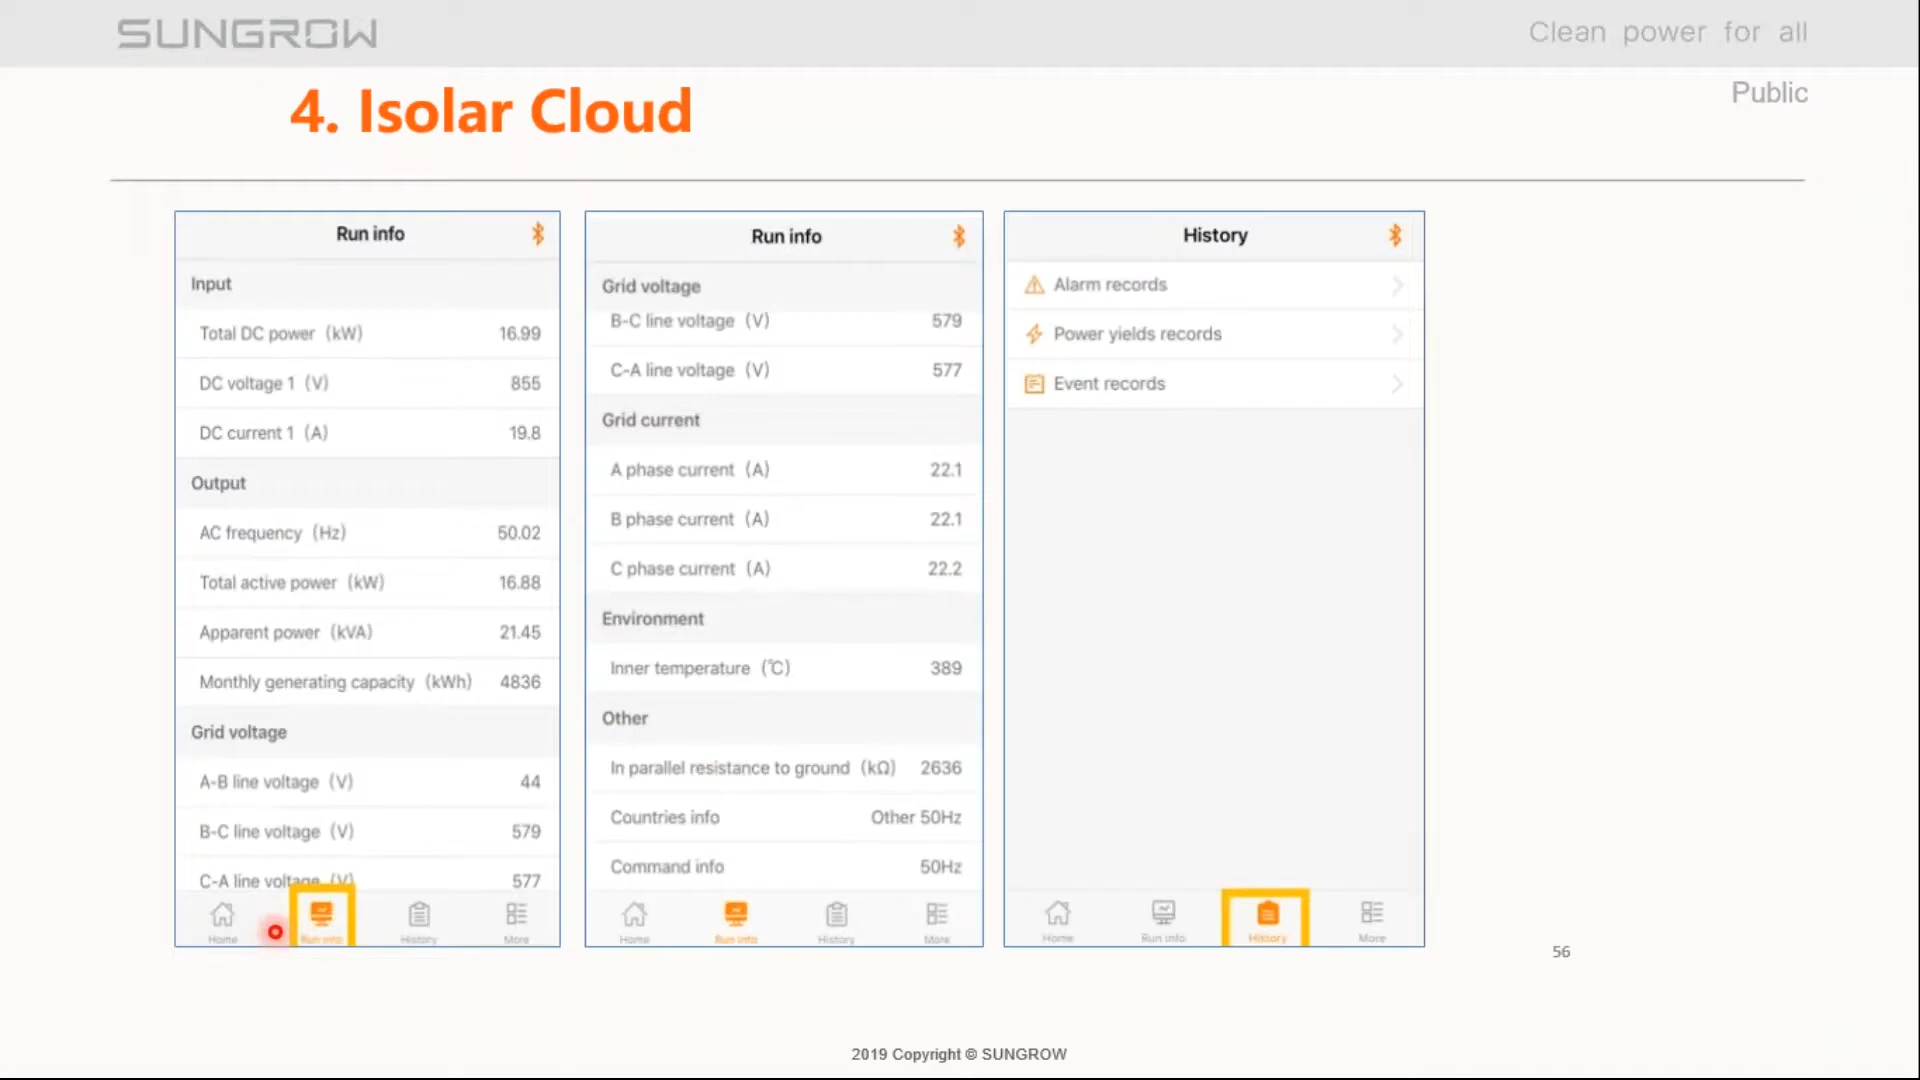 SUNGROW
Clean power for all
Public
4. Isolar Cloud
Run info
Input
Total DC power (kW) 16.99
DC voltage 1 (V) 855
DC current 1 (A) 19.8
Output
AC frequency (Hz) 50.02
Total active power (kW) 16.88
Apparent power (kVA) 21.45
Monthly generating capacity (kWh) 4836
Grid voltage
A-B line voltage (V) 44
B-C line voltage (V) 579
C-A line voltage (V) 577
Home Run info History More
Run info
Grid voltage
B-C line voltage (V) 579
C-A line voltage (V) 577
Grid current
A phase current (A) 22.1
B phase current (A) 22.1
C phase current (A) 22.2
Environment
Inner temperature (℃) 389
Other
In parallel resistance to ground (kΩ) 2636
Countries info Other 50Hz
Command info 50Hz
Home Run info History More
History
Alarm records
Power yields records
Event records
Home Run info History More
56
2019 Copyright © SUNGROW